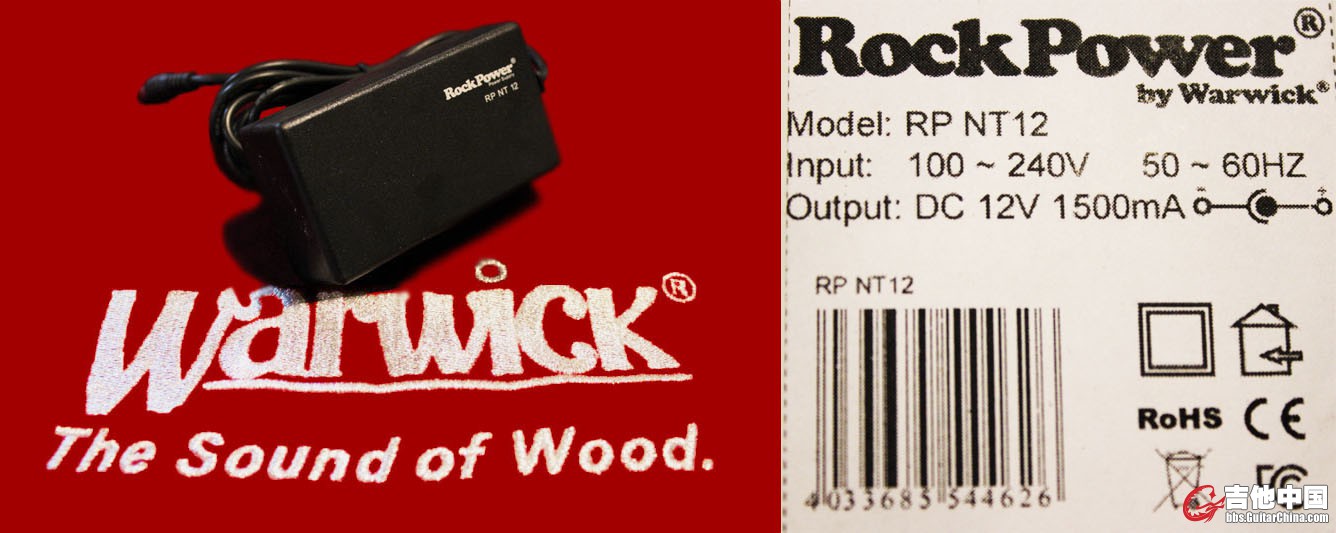 RockPower®
RP NT 12
Warwick®
The Sound of Wood.
RockPower®
by Warwick®
Model: RP NT12
Input: 100 ~ 240V 50 ~ 60HZ
Output: DC 12V 1500mA - +
RP NT12
4033685 544626
RoHS CE
FC
吉他中国
bbs.GuitarChina.com